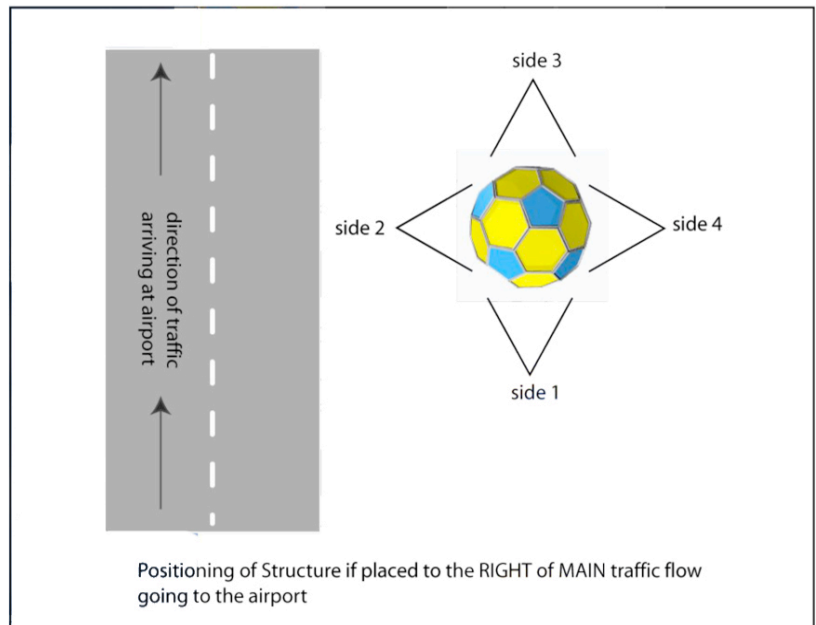 side 3
direction of traffic
arriving at airport
side 2
side 4
side 1
Positioning of Structure if placed to the RIGHT of MAIN traffic flow
going to the airport